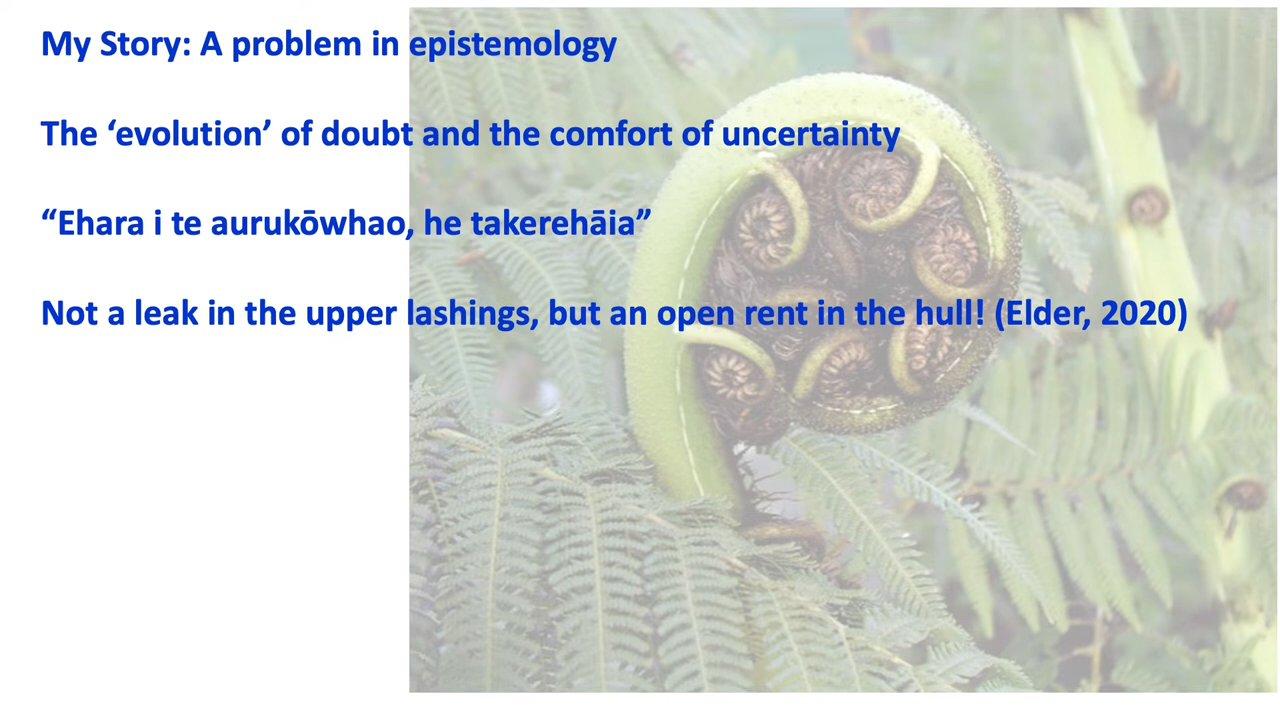 My Story: A problem in epistemology
The ‘evolution’ of doubt and the comfort of uncertainty
“Ehara i te aurukōwhao, he takerehāia”
Not a leak in the upper lashings, but an open rent in the hull! (Elder, 2020)